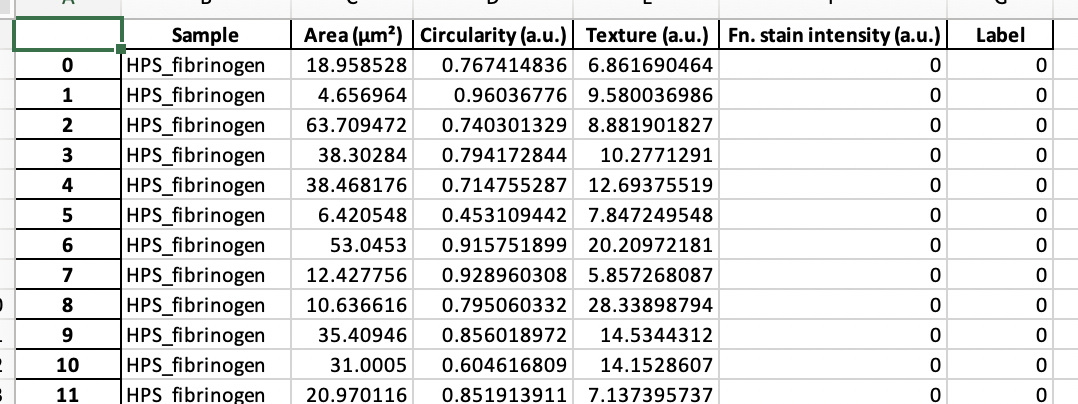 Sample Area (µm²) Circularity (a.u.) Texture (a.u.) Fn. stain intensity (a.u.) Label
0 HPS_fibrinogen 18.958528 0.767414836 6.861690464 0 0
1 HPS_fibrinogen 4.656964 0.96036776 9.580036986 0 0
2 HPS_fibrinogen 63.709472 0.740301329 8.881901827 0 0
3 HPS_fibrinogen 38.30284 0.794172844 10.2771291 0 0
4 HPS_fibrinogen 38.468176 0.714755287 12.69375519 0 0
5 HPS_fibrinogen 6.420548 0.453109442 7.847249548 0 0
6 HPS_fibrinogen 53.0453 0.915751899 20.20972181 0 0
7 HPS_fibrinogen 12.427756 0.928960308 5.857268087 0 0
8 HPS_fibrinogen 10.636616 0.795060332 28.33898794 0 0
9 HPS_fibrinogen 35.40946 0.856018972 14.5344312 0 0
10 HPS_fibrinogen 31.0005 0.604616809 14.1528607 0 0
11 HPS_fibrinogen 20.970116 0.851913911 7.137395737 0 0